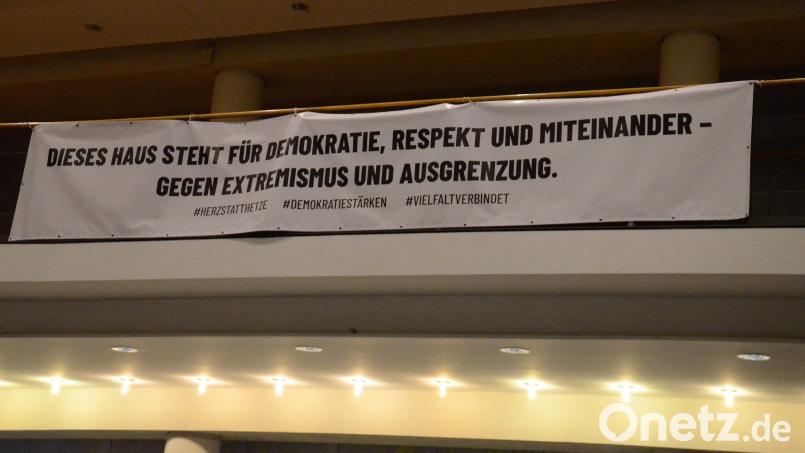 DIESES HAUS STEHT FÜR DEMOKRATIE, RESPEKT UND MITEINANDER –
GEGEN EXTREMISMUS UND AUSGRENZUNG.
#HERZSTATTHETZE #DEMOKRATIESTÄRKEN #VIELFALTVERBINDET
Onetz.de